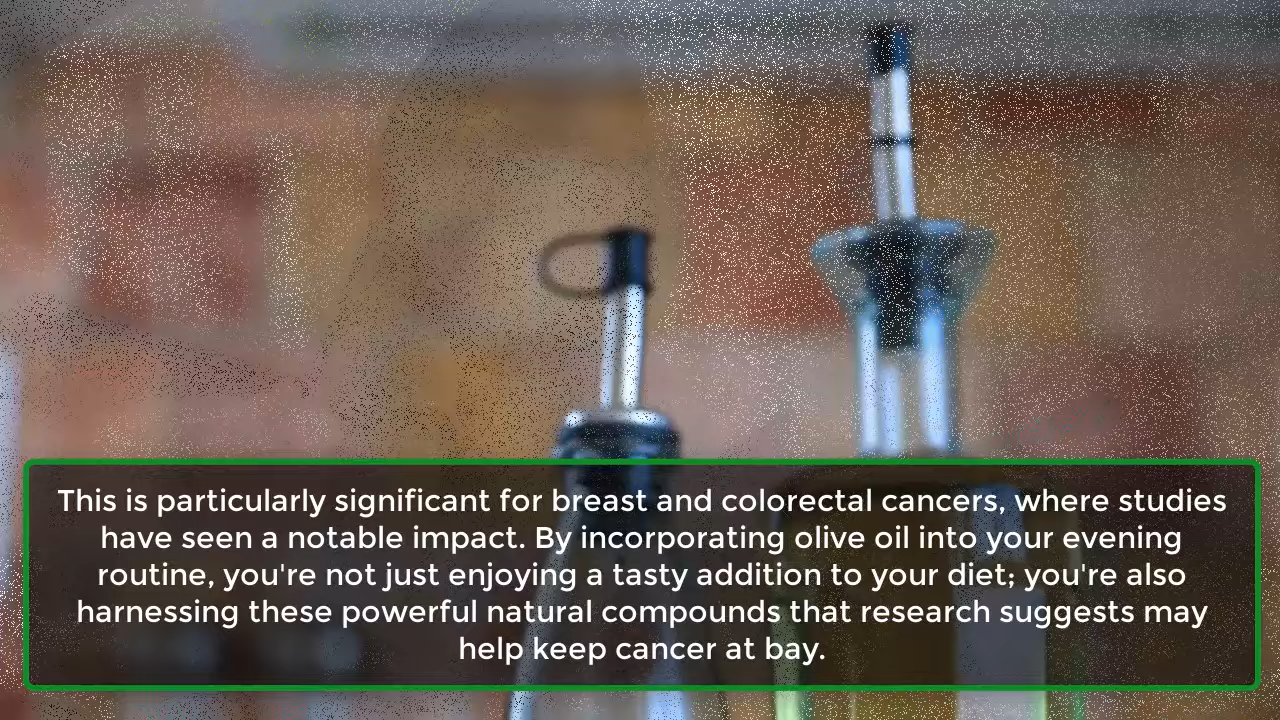 This is particularly significant for breast and colorectal cancers, where studies
have seen a notable impact. By incorporating olive oil into your evening
routine, you're not just enjoying a tasty addition to your diet; you're also
harnessing these powerful natural compounds that research suggests may
help keep cancer at bay.